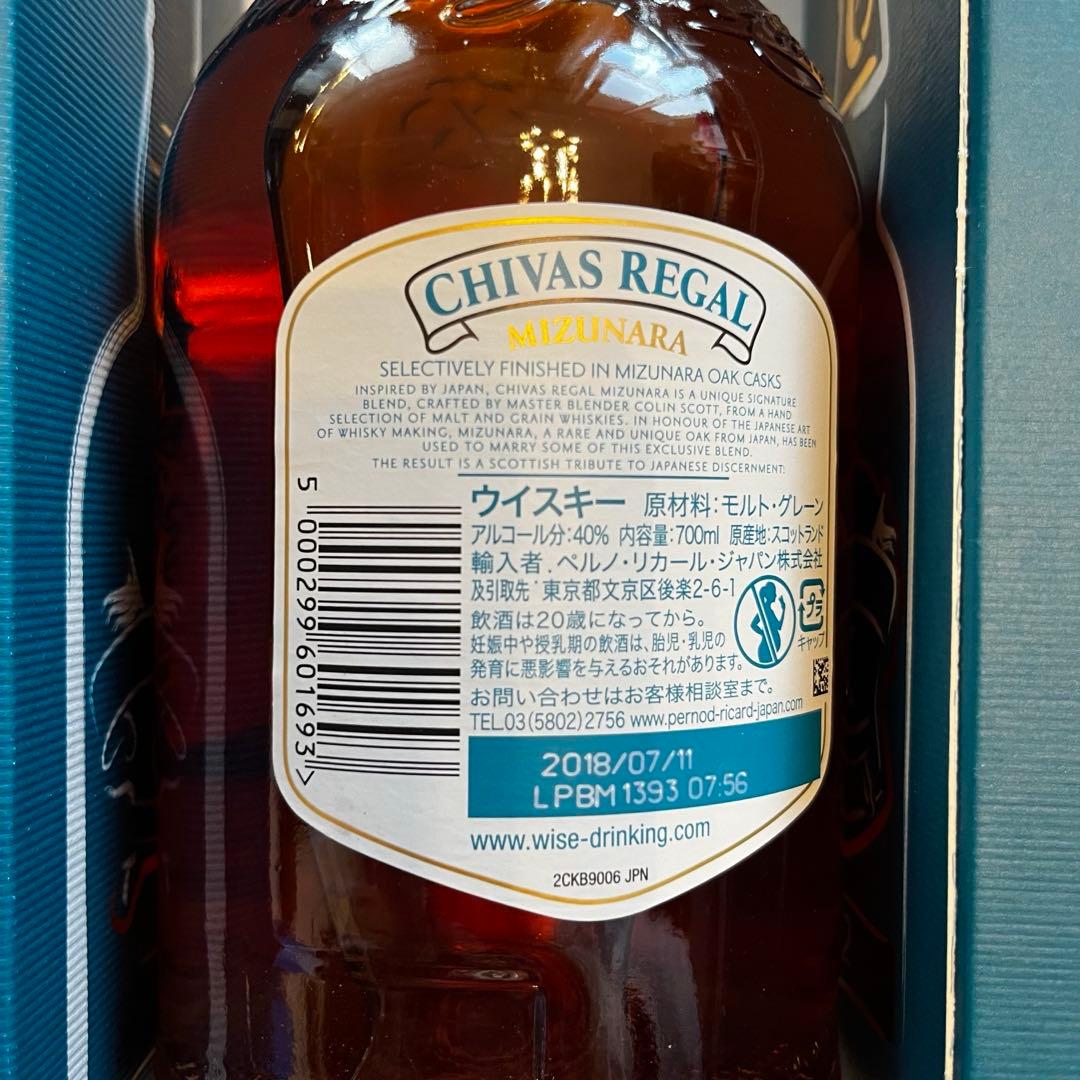 CHIVAS REGAL
MIZUNARA
SELECTIVELY FINISHED IN MIZUNARA OAK CASKS
INSPIRED BY JAPAN, CHIVAS REGAL MIZUNARA IS A UNIQUE SIGNATURE
BLEND, CRAFTED BY MASTER BLENDER COLIN SCOTT, FROM A HAND
SELECTION OF MALT AND GRAIN WHISKIES. IN HONOUR OF THE JAPANESE ART
OF WHISKY MAKING, MIZUNARA, A RARE AND UNIQUE OAK FROM JAPAN, HAS BEEN
USED TO MARRY SOME OF THIS EXCLUSIVE BLEND.
THE RESULT IS A SCOTTISH TRIBUTE TO JAPANESE DISCERNMENT.
ウイスキー 原材料:モルト・グレーン
アルコール分:40% 内容量:700ml 原産地:スコットランド
輸入者.ペルノ・リカール・ジャパン株式会社
及引取先・東京都文京区後楽2-6-1
飲酒は20歳になってから。
妊娠中や授乳期の飲酒は、胎児・乳児の
発育に悪影響を与えるおそれがあります。
プラ
キャップ
お問い合わせはお客様相談室まで。
TEL.03(5802)2756 www.pernod-ricard-japan.com
5 000299 601693 >
2018/07/11
LPBM1393 07:56
www.wise-drinking.com
2CKB9006 JPN